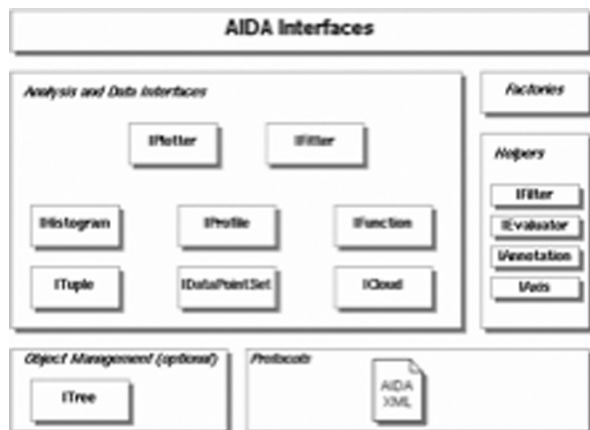 AIDA Interfaces
Analysis and Data Interfaces
Factories
IPlotter
IFitter
Helpers
IFilter
IHistogram
IProfile
IFunction
IEvaluator
IAnnotation
ITuple
IDataPointSet
ICloud
IAxis
Object Management (optional)
Protocols
ITree
AIDA
XML